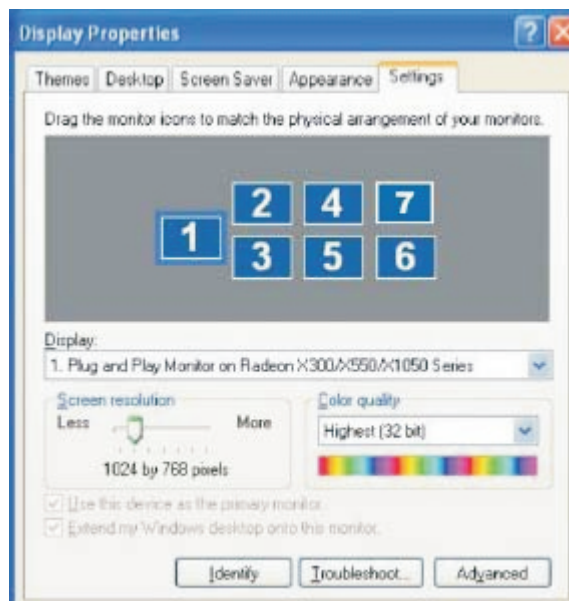 Display Properties
Themes Desktop Screen Saver Appearance Settings
Drag the monitor icons to match the physical arrangement of your monitors.
2 4 7
1
3 5 6
Display:
1. Plug and Play Monitor on Radeon X300/X550/X1050 Series
Screen resolution
Less More
1024 by 768 pixels
Color quality
Highest (32 bit)
Use this device as the primary monitor.
Extend my Windows desktop onto this monitor.
Identify Troubleshoot... Advanced